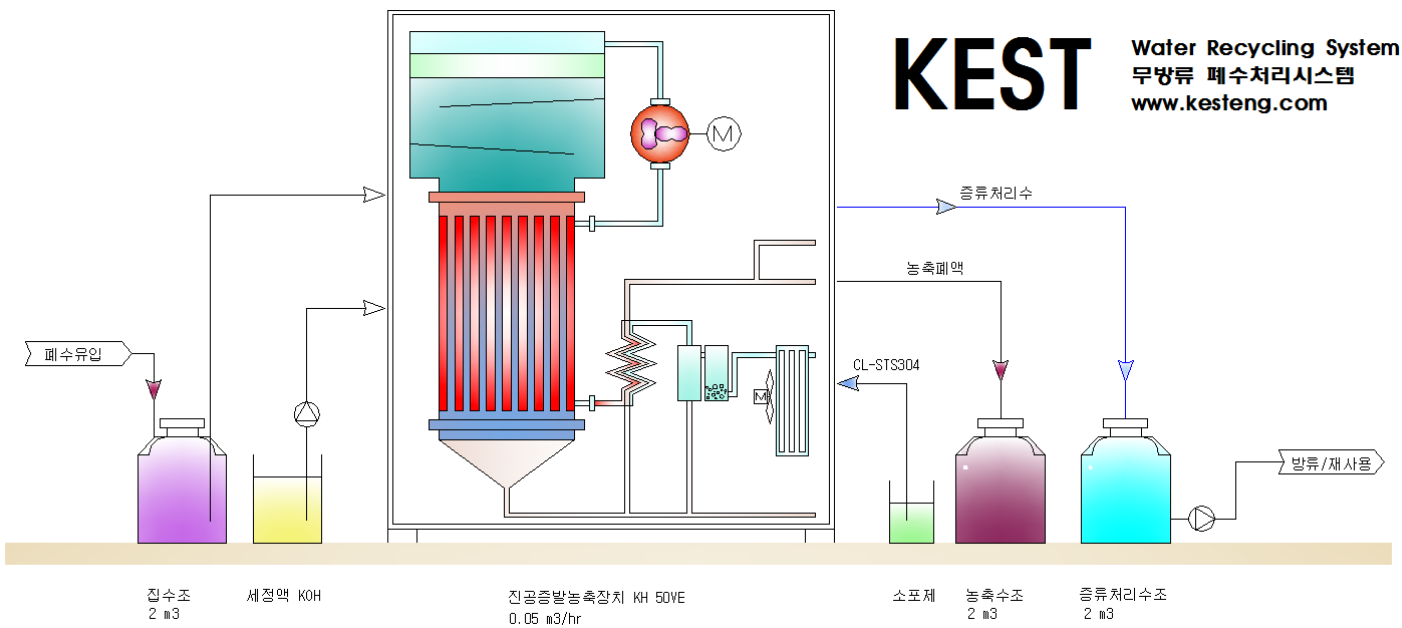 KEST
Water Recycling System
무방류 폐수처리시스템
www.kesteng.com
M
증류처리수
농축폐액
폐수유입
CL-STS304
M
방류/재사용
집수조
2 m3
세정액 KOH
진공증발농축장치 KH 50VE
0.05 m3/hr
소포제
농축수조
2 m3
증류처리수조
2 m3